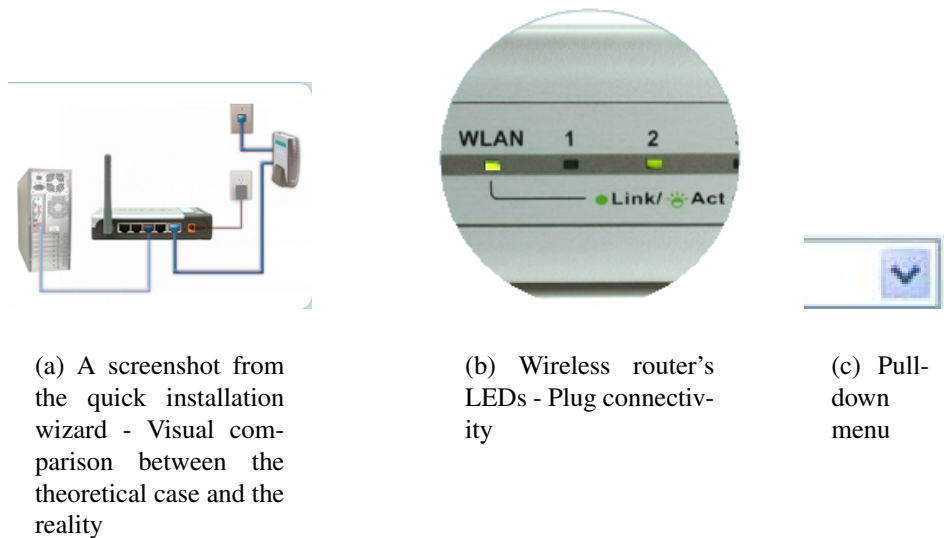 WLAN 1 2
Link/ Act
(a) A screenshot from
the quick installation
wizard - Visual com-
parison between the
theoretical case and the
reality
(b) Wireless router's
LEDs - Plug connectiv-
ity
(c) Pull-
down
menu